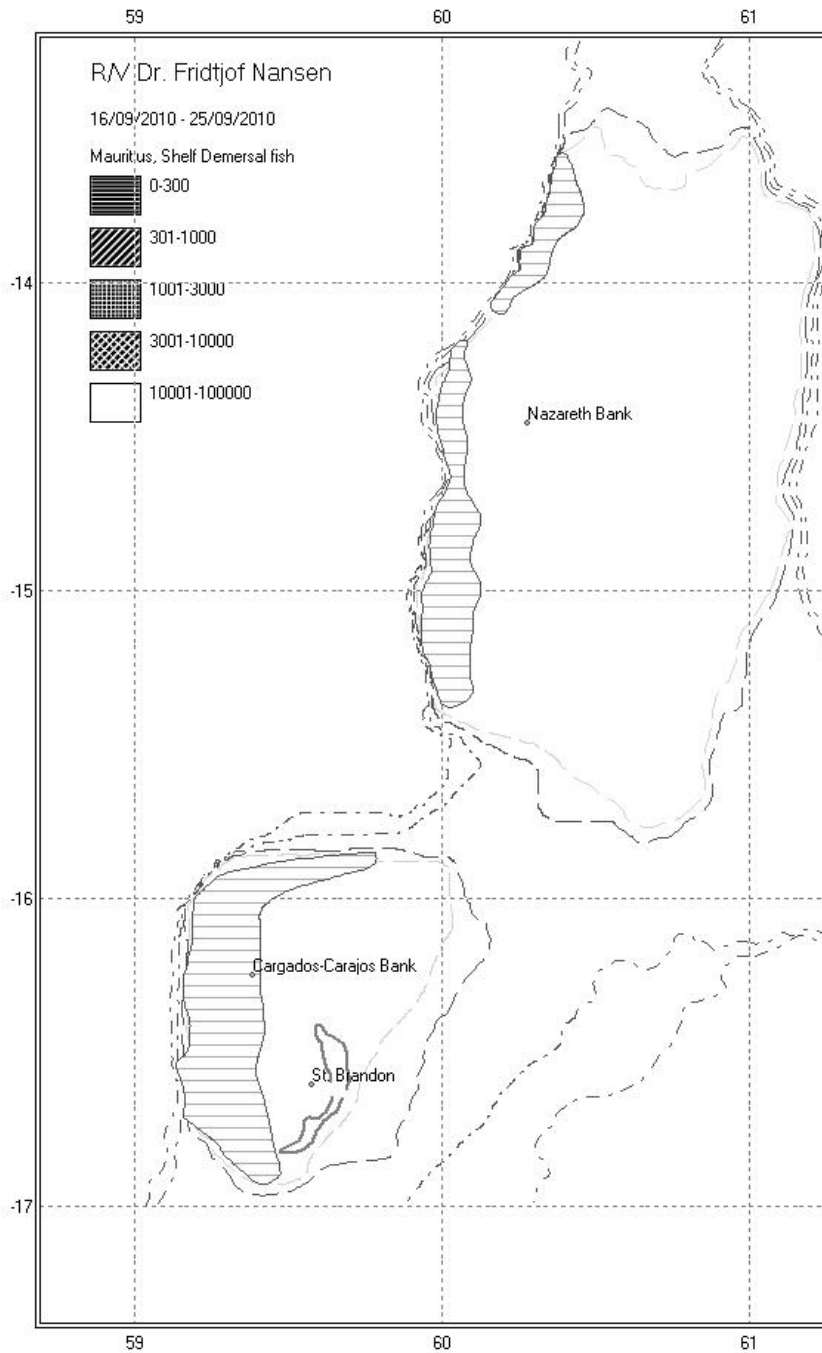 59 60 61
R/V Dr. Fridtjof Nansen
16/09/2010 - 25/09/2010
Mauritus, Shelf Demersal fish
0-300
301-1000
1001-3000
3001-10000
10001-100000
-14
Nazareth Bank
-15
-16
Cargados-Carajos Bank
St. Brandon
-17
59 60 61